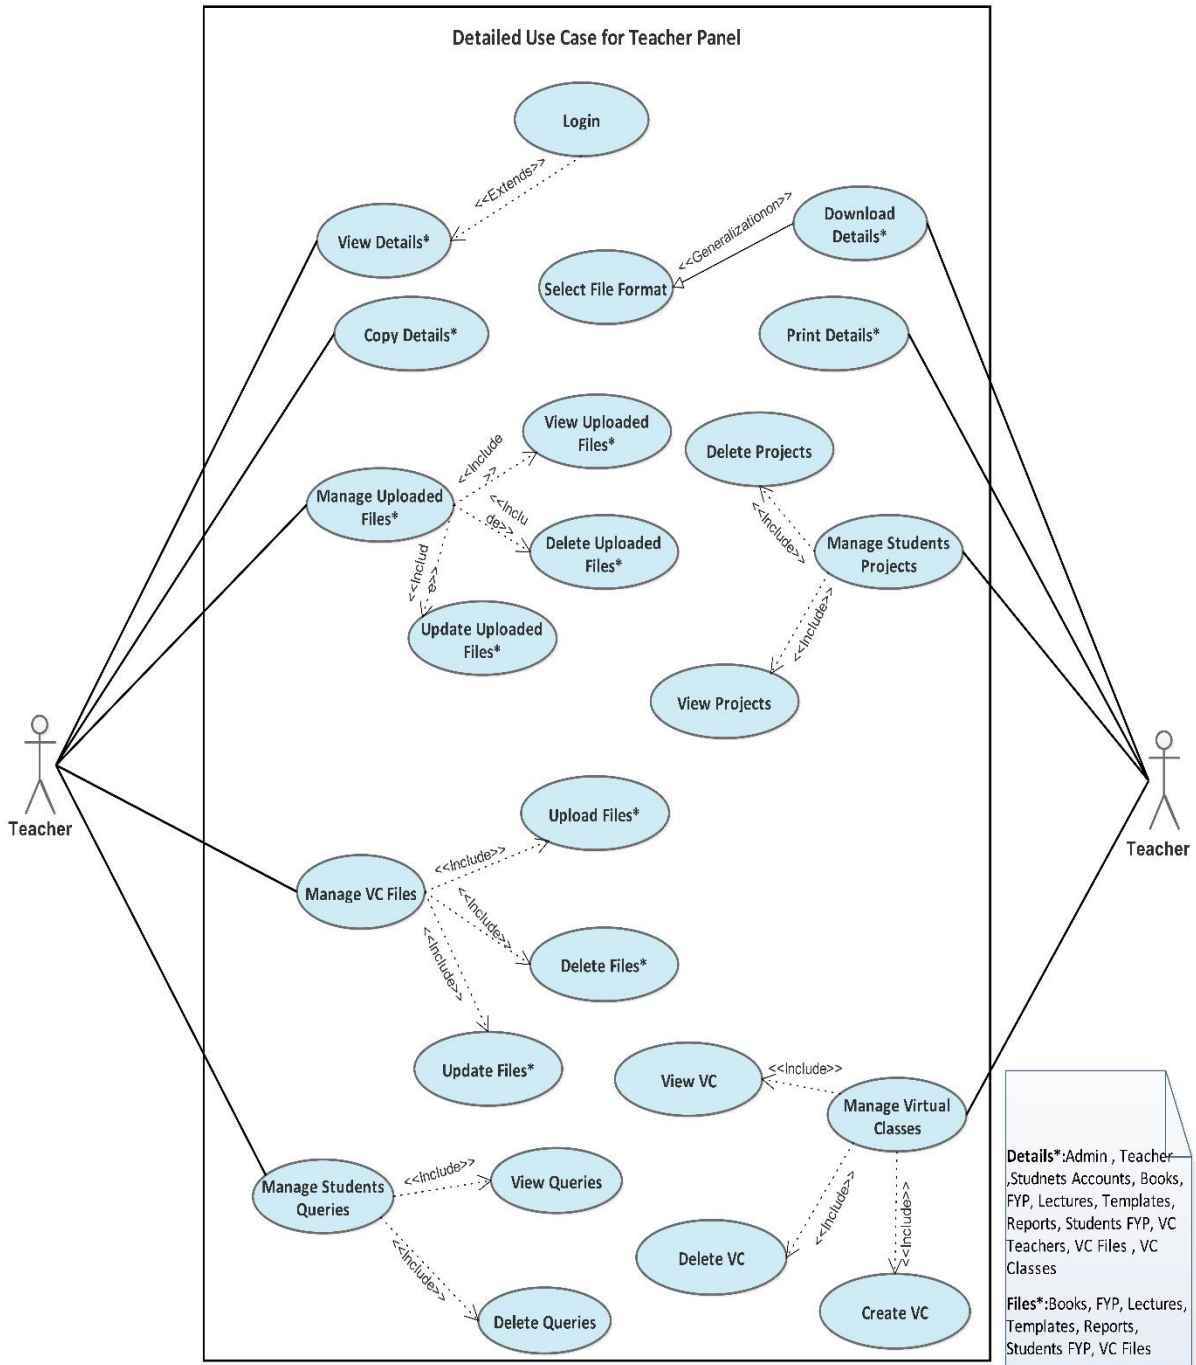 Detailed Use Case for Teacher Panel
Login
<<Extends>>
View Details*
Download
Details*
<<Generalizationon>>
Select File Format
Copy Details*
Print Details*
View Uploaded
Files*
<<Include
>>
Delete Projects
Manage Uploaded
Files*
<<Inclu
de>>
Delete Uploaded
Files*
<<Include>>
Manage Students
Projects
<<Includ
e>>
Update Uploaded
Files*
<<Include>>
View Projects
Teacher
Teacher
Upload Files*
<<Include>>
Manage VC Files
<<Include>>
Delete Files*
<<Include>>
Update Files*
View VC
<<Include>>
Manage Virtual
Classes
Manage Students
Queries
<<Include>>
View Queries
<<Include>>
Delete Queries
<<Include>>
Delete VC
<<Include>>
Create VC
Details*:Admin , Teacher
,Studnets Accounts, Books,
FYP, Lectures, Templates,
Reports, Students FYP, VC
Teachers, VC Files , VC
Classes
Files*:Books, FYP, Lectures,
Templates, Reports,
Students FYP, VC Files